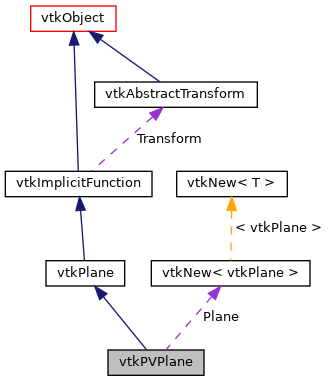 vtkObject
vtkAbstractTransform
Transform
vtkImplicitFunction
vtkNew< T >
< vtkPlane >
vtkPlane
vtkNew< vtkPlane >
Plane
vtkPVPlane